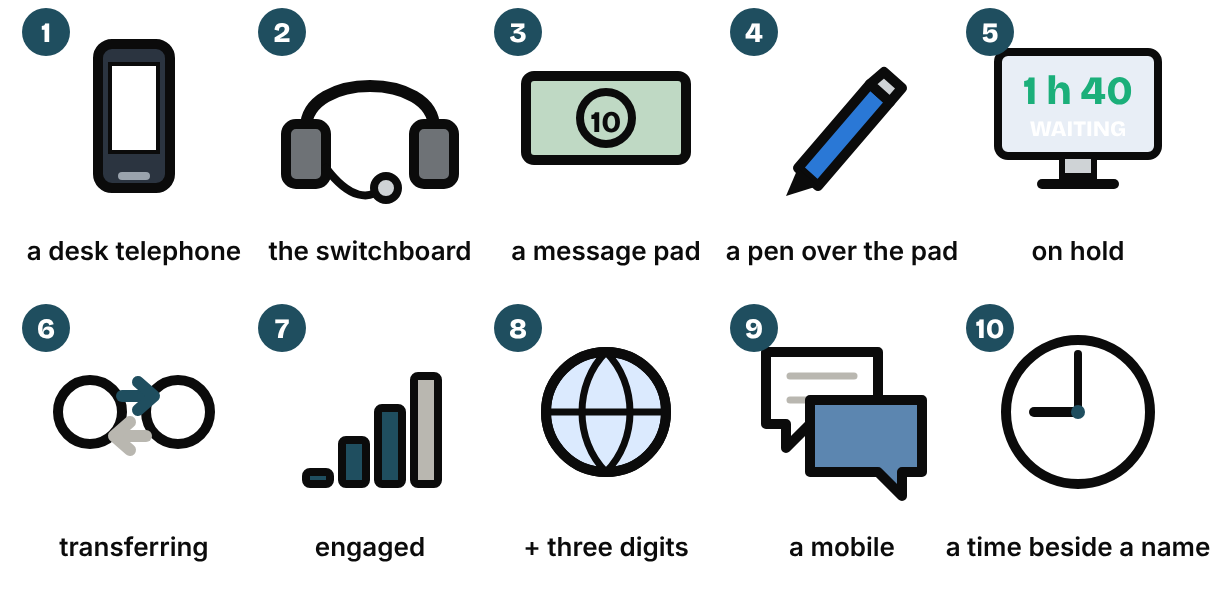 1
2
3
4
5
10
1 h 40
WAITING
a desk telephone
the switchboard
a message pad
a pen over the pad
on hold
6
7
8
9
10
transferring
engaged
+ three digits
a mobile
a time beside a name